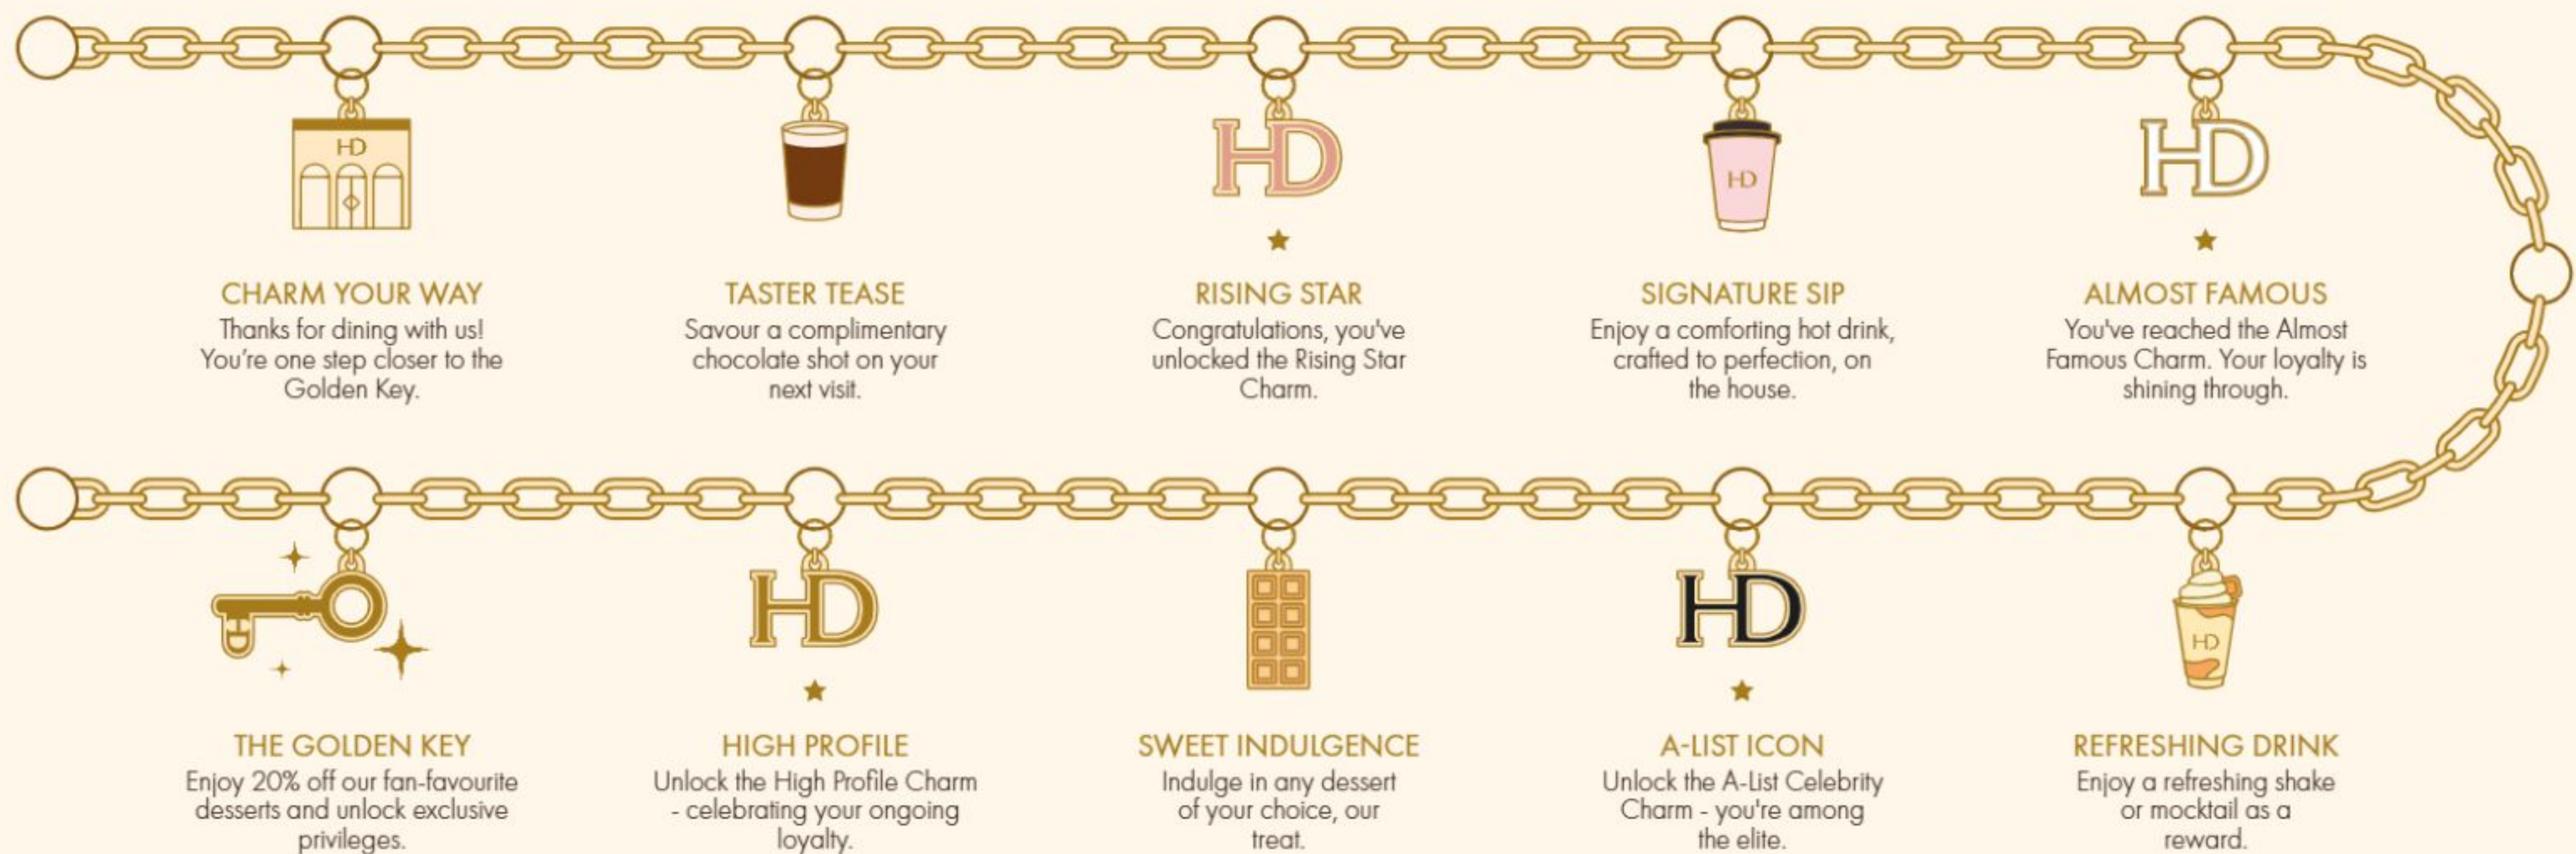 HD
HD
HD
HD
CHARM YOUR WAY
Thanks for dining with us!
You're one step closer to the
Golden Key.
TASTER TEASE
Savour a complimentary
chocolate shot on your
next visit.
RISING STAR
Congratulations, you've
unlocked the Rising Star
Charm.
SIGNATURE SIP
Enjoy a comforting hot drink,
crafted to perfection, on
the house.
ALMOST FAMOUS
You've reached the Almost
Famous Charm. Your loyalty is
shining through.
HD
HD
HD
THE GOLDEN KEY
Enjoy 20% off our fan-favourite
desserts and unlock exclusive
privileges.
HIGH PROFILE
Unlock the High Profile Charm
- celebrating your ongoing
loyalty.
SWEET INDULGENCE
Indulge in any dessert
of your choice, our
treat.
A-LIST ICON
Unlock the A-List Celebrity
Charm - you're among
the elite.
REFRESHING DRINK
Enjoy a refreshing shake
or mocktail as a
reward.